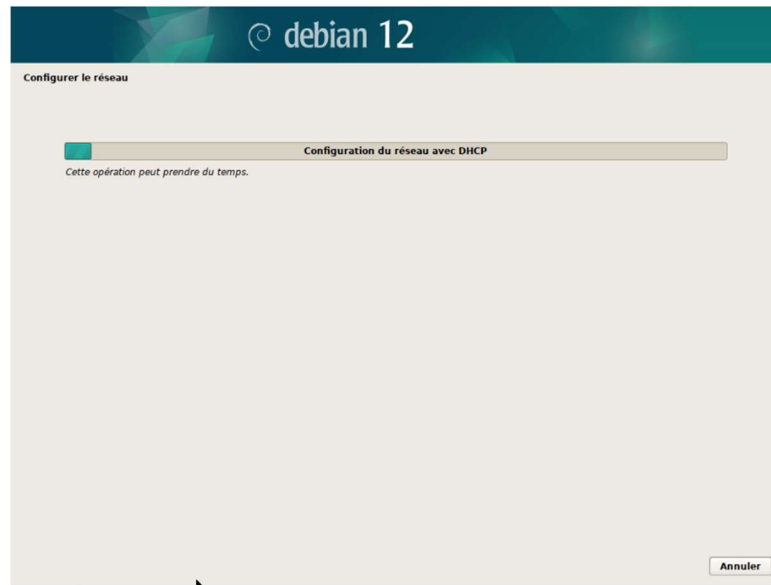 debian 12
Configurer le réseau
Configuration du réseau avec DHCP
Cette opération peut prendre du temps.
Annuler